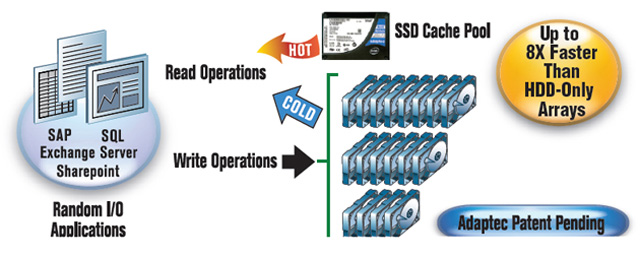 SAP SQL
Exchange Server
Sharepoint
Random I/O
Applications
Read Operations
Write Operations
HOT
COLD
SSD Cache Pool
Up to
8X Faster
Than
HDD-Only
Arrays
Adaptec Patent Pending